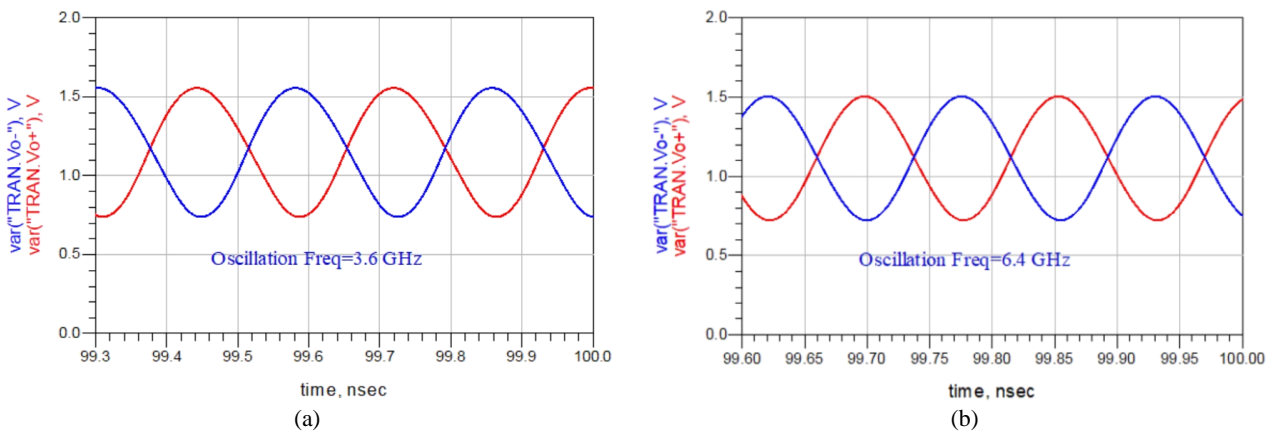 2.0
1.5
1.0
0.5
0.0
var("TRAN.Vo-"), V
var("TRAN.Vo+"), V
Oscillation Freq=3.6 GHz
99.3 99.4 99.5 99.6 99.7 99.8 99.9 100.0
time, nsec
(a)
2.0
1.5
1.0
0.5
0.0
var("TRAN.Vo-"), V
var("TRAN.Vo+"), V
Oscillation Freq=6.4 GHz
99.60 99.65 99.70 99.75 99.80 99.85 99.90 99.95 100.00
time, nsec
(b)